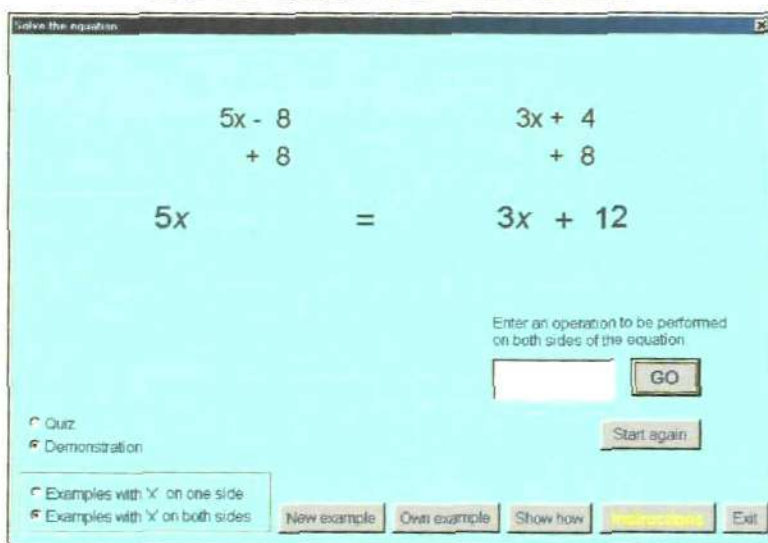 Solve the equation
5x - 8 3x + 4
+ 8 + 8
5x = 3x + 12
Enter an operation to be performed
on both sides of the equation
GO
Quiz
Demonstration
Start again
Examples with 'x' on one side
Examples with 'x' on both sides
New example Own example Show how Instructions Exit